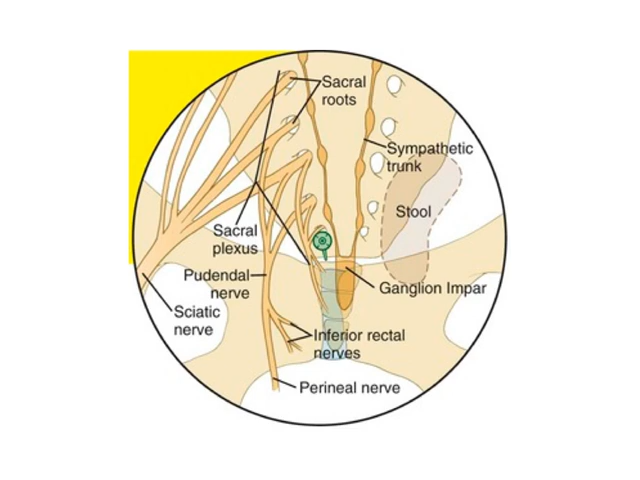 Sacral
roots
Sympathetic
trunk
Stool
Sacral
plexus
Pudendal
nerve
Ganglion Impar
Sciatic
nerve
Inferior rectal
nerves
Perineal nerve